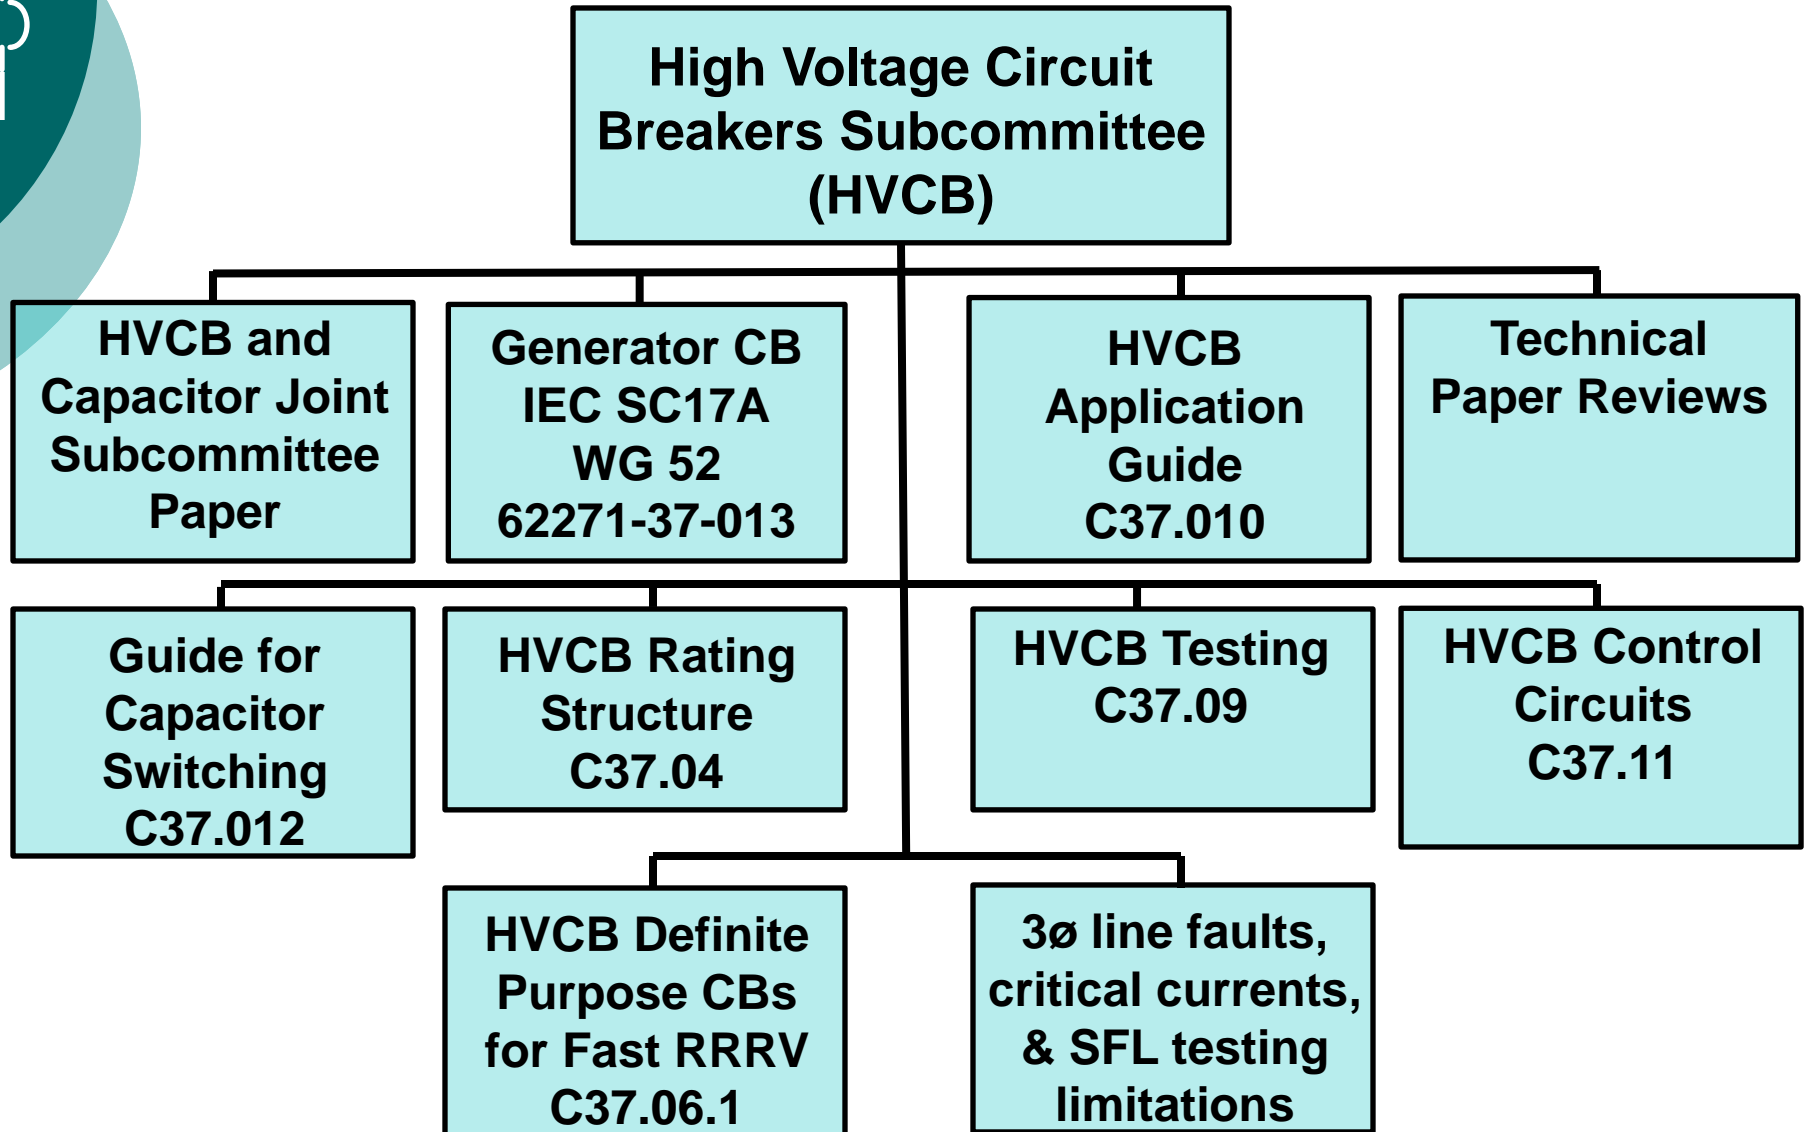 High Voltage Circuit
Breakers Subcommittee
(HVCB)
HVCB and
Capacitor Joint
Subcommittee
Paper
Generator CB
IEC SC17A
WG 52
62271-37-013
HVCB
Application
Guide
C37.010
Technical
Paper Reviews
Guide for
Capacitor
Switching
C37.012
HVCB Rating
Structure
C37.04
HVCB Testing
C37.09
HVCB Control
Circuits
C37.11
HVCB Definite
Purpose CBs
for Fast RRRV
C37.06.1
3ø line faults,
critical currents,
& SFL testing
limitations